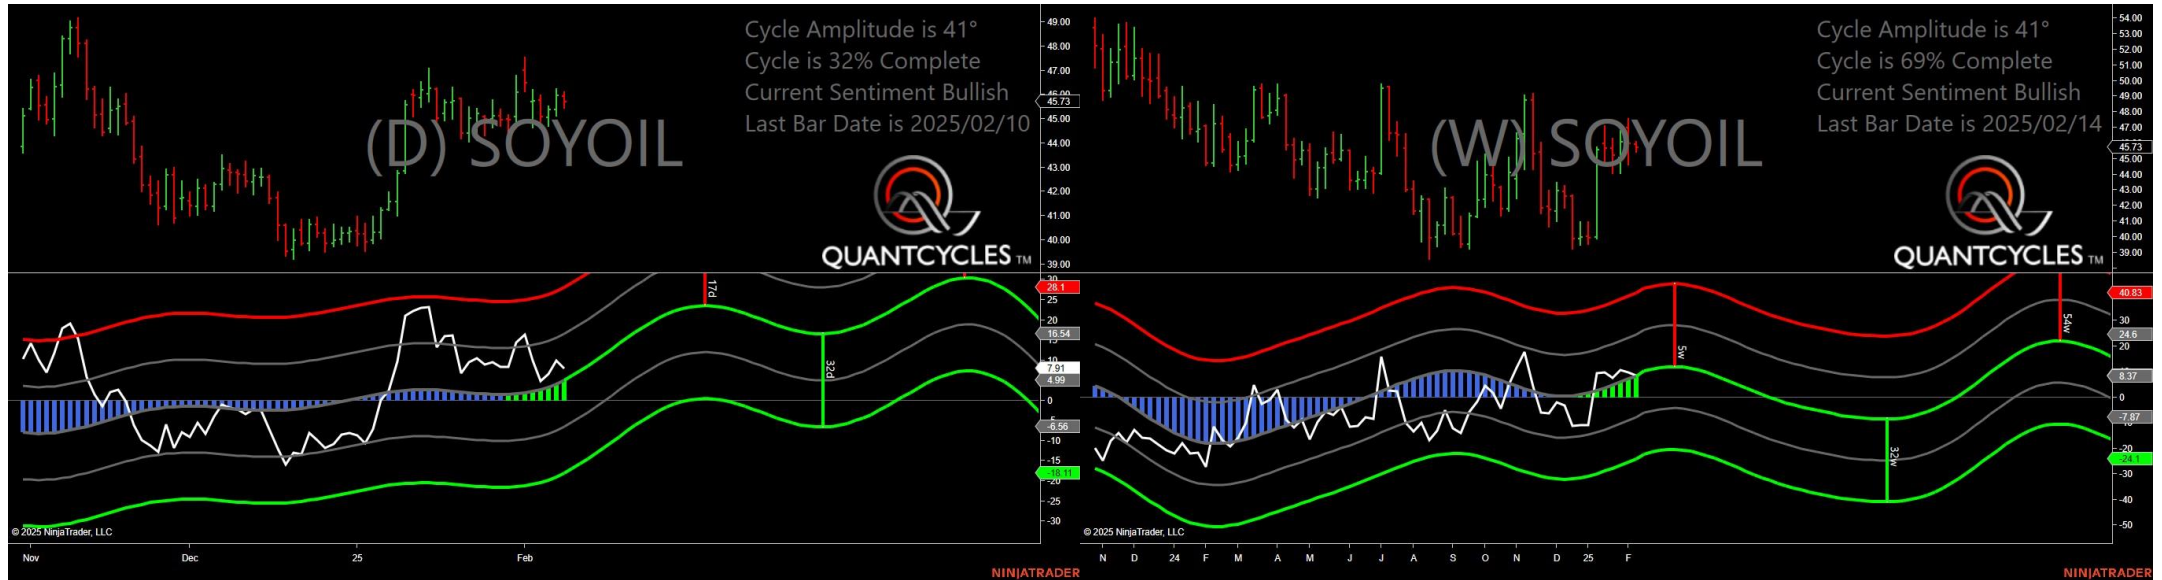 Cycle Amplitude is 41°
Cycle is 32% Complete
Current Sentiment Bullish
Last Bar Date is 2025/02/10
(D) SOYOIL
QUANTCYCLES TM
49.00
48.00
47.00
46.00
45.73
45.00
44.00
43.00
42.00
41.00
40.00
39.00
30
28.1
25
20
16.54
15
10
7.91
4.99
0
-6.56
-10
-15
-18.11
-20
-25
-30
17d
32d
© 2025 NinjaTrader, LLC
Nov
Dec
25
Feb
NINJATRADER
Cycle Amplitude is 41°
Cycle is 69% Complete
Current Sentiment Bullish
Last Bar Date is 2025/02/14
(W) SOYOIL
QUANTCYCLES TM
54.00
53.00
52.00
51.00
50.00
49.00
48.00
47.00
45.73
45.00
44.00
43.00
42.00
41.00
40.00
39.00
40.83
30
24.6
20
8.37
0
-7.87
-20
-24.1
-30
-40
-50
5w
32w
54w
© 2025 NinjaTrader, LLC
N D 24 F M A M J J A S O N D 25 F
NINJATRADER